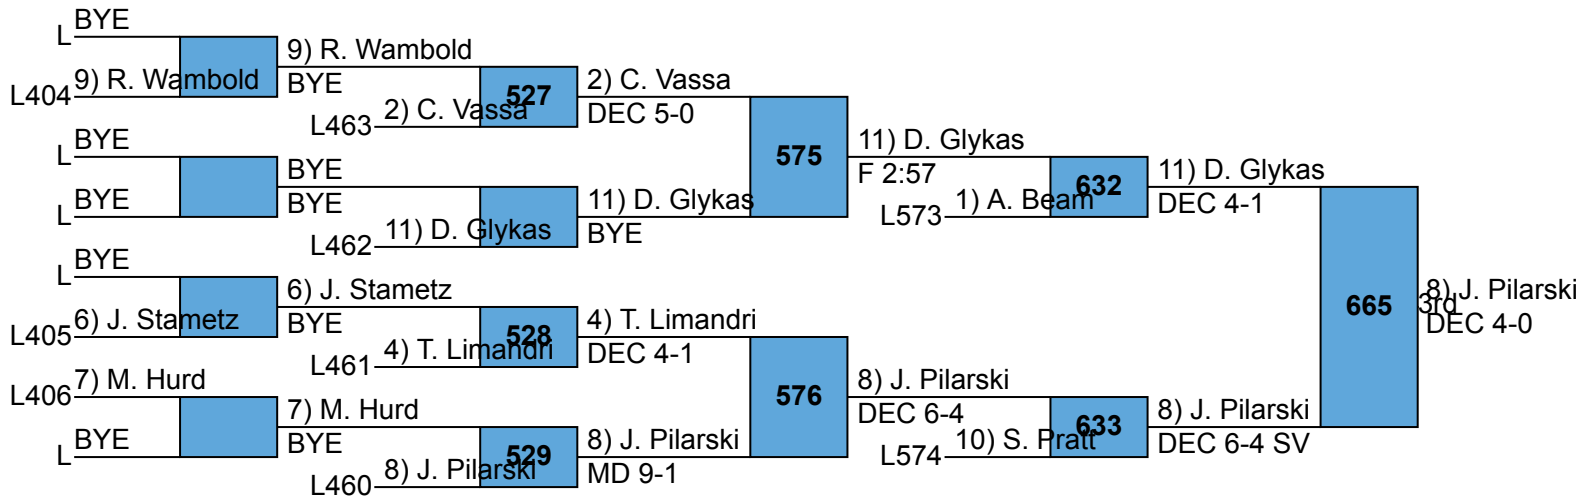 BYE
L
9) R. Wambold
L404
BYE
L
BYE
L
BYE
L
6) J. Stametz
L405
7) M. Hurd
L406
BYE
L
9) R. Wambold
BYE
2) C. Vassa
L463
527
BYE
BYE
11) D. Glykas
L462
6) J. Stametz
BYE
4) T. Limandri
L461
528
7) M. Hurd
BYE
8) J. Pilarski
L460
529
2) C. Vassa
DEC 5-0
575
11) D. Glykas
BYE
4) T. Limandri
DEC 4-1
576
8) J. Pilarski
MD 9-1
11) D. Glykas
F 2:57
1) A. Beam
L573
632
8) J. Pilarski
DEC 6-4
10) S. Pratt
L574
633
11) D. Glykas
DEC 4-1
665
8) J. Pilarski
DEC 6-4 SV
8) J. Pilarski
3rd
DEC 4-0